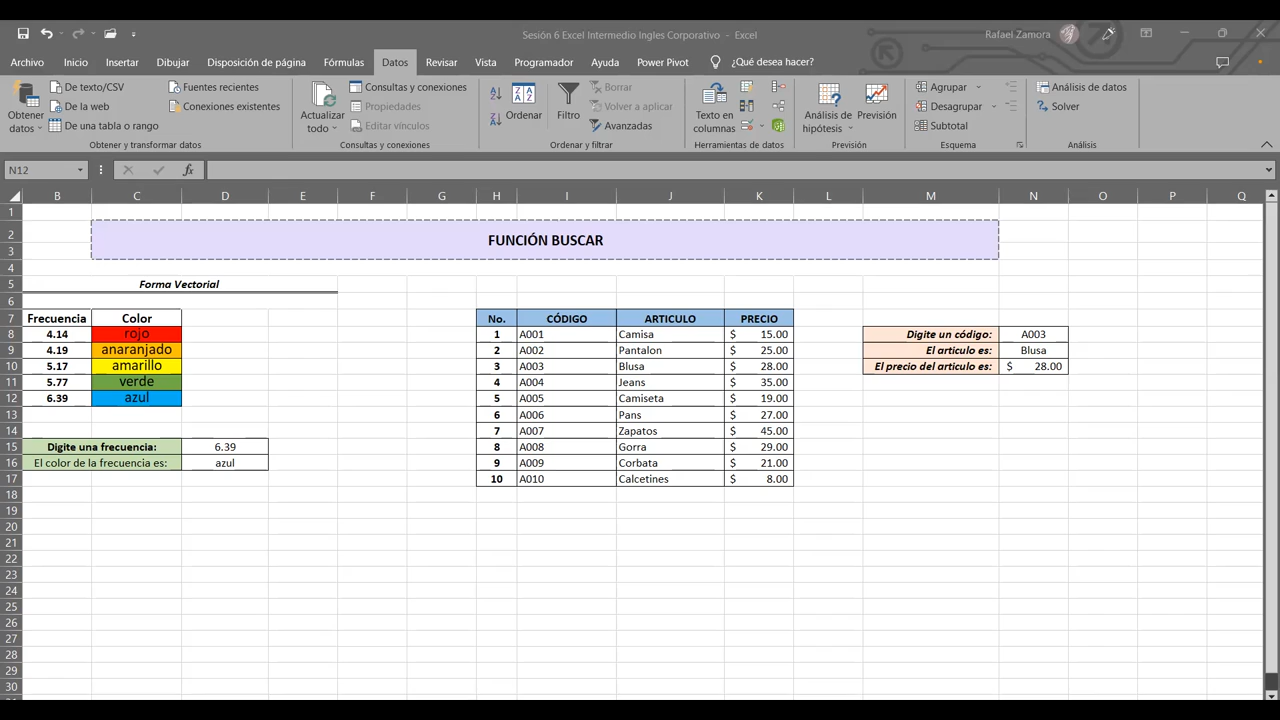 Sesión 6 Excel Intermedio Ingles Corporativo - Excel
Rafael Zamora
Archivo Inicio Insertar Dibujar Disposición de página Fórmulas Datos Revisar Vista Programador Ayuda Power Pivot ¿Qué desea hacer?
Obtener datos
De texto/CSV
De la web
De una tabla o rango
Fuentes recientes
Conexiones existentes
Obtener y transformar datos
Actualizar todo
Consultas y conexiones
Propiedades
Editar vínculos
Consultas y conexiones
Ordenar
Filtro
Borrar
Volver a aplicar
Avanzadas
Ordenar y filtrar
Texto en columnas
Herramientas de datos
Análisis de hipótesis
Previsión
Previsión
Agrupar
Desagrupar
Subtotal
Esquema
Análisis de datos
Solver
Análisis
N12 fx
B C D E F G H I J K L M N O P Q
1
2
3
FUNCIÓN BUSCAR
4
5 Forma Vectorial
6
7 Frecuencia Color No. CÓDIGO ARTICULO PRECIO
8 4.14 rojo 1 A001 Camisa $ 15.00 Digite un código: A003
9 4.19 anaranjado 2 A002 Pantalon $ 25.00 El articulo es: Blusa
10 5.17 amarillo 3 A003 Blusa $ 28.00 El precio del articulo es: $ 28.00
11 5.77 verde 4 A004 Jeans $ 35.00
12 6.39 azul 5 A005 Camiseta $ 19.00
13 6 A006 Pans $ 27.00
14 7 A007 Zapatos $ 45.00
15 Digite una frecuencia: 6.39 8 A008 Gorra $ 29.00
16 El color de la frecuencia es: azul 9 A009 Corbata $ 21.00
17 10 A010 Calcetines $ 8.00
18
19
20
21
22
23
24
25
26
27
28
29
30